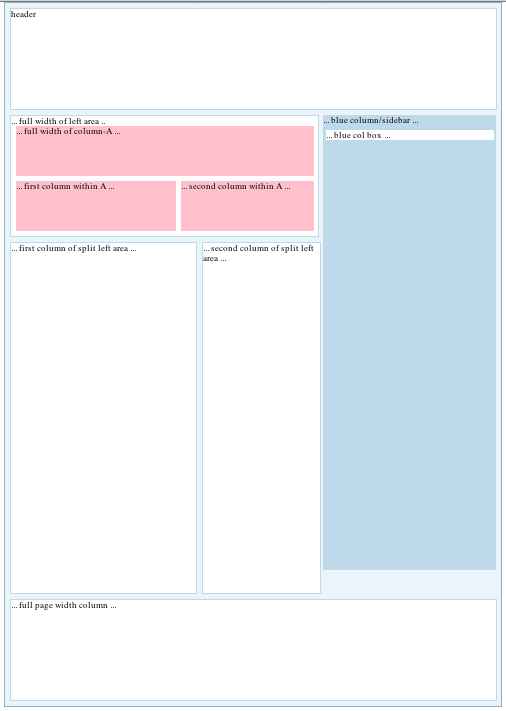 header
... full width of left area ..
... full width of column-A ...
... first column within A ...
... second column within A ...
... blue column/sidebar ...
... blue col box ...
... first column of split left area ...
... second column of split left
area ...
... full page width column ...